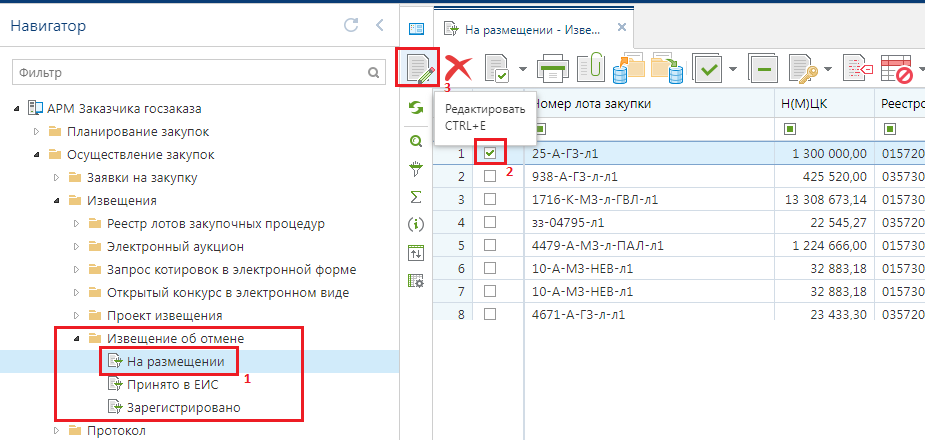 Навигатор
На размещении - Изве...
Фильтр
3
АРМ Заказчика госзаказа
Планирование закупок
Осуществление закупок
Заявки на закупку
Извещения
Реестр лотов закупочных процедур
Электронный аукцион
Запрос котировок в электронной форме
Открытый конкурс в электронном виде
Проект извещения
Извещение об отмене
На размещении
1
Принято в ЕИС
Зарегистрировано
Протокол
Редактировать
CTRL+E
Номер лота закупки Н(М)ЦК Реестро
1 25-А-ГЗ-л1 1 300 000,00 015720
2
2 938-А-ГЗ-л-л1 425 520,00 035730
3 1716-К-МЗ-л-ГВЛ-л1 13 308 673,14 035730
4 зз-04795-л1 22 545,27 035720
5 4479-А-МЗ-л-ПАЛ-л1 1 224 666,00 015730
6 10-А-МЗ-НЕВ-л1 32 883,18 015730
7 10-А-МЗ-НЕВ-л1 32 883,18 015730
8 4671-А-ГЗ-л-л1 23 433,30 035720